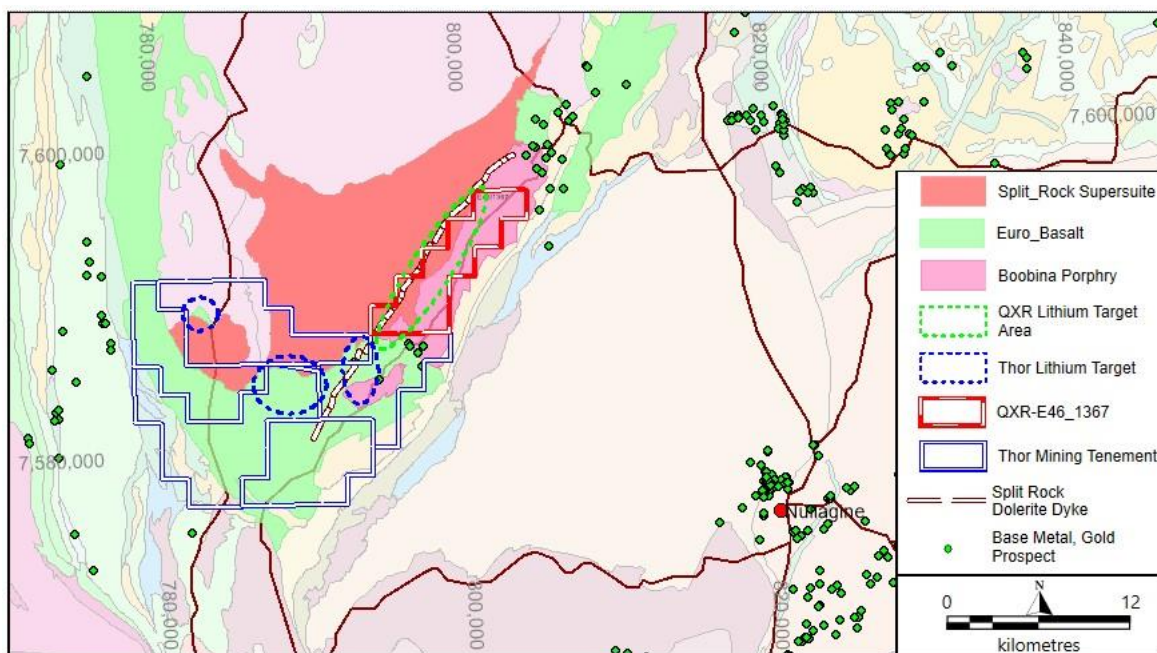 780,000
800,000
820,000
840,000
7,600,000
7,600,000
7,580,000
780,000
800,000
820,000
Nullagine
Split_Rock Supersuite
Euro_Basalt
Boobina Porphry
QXR Lithium Target
Area
Thor Lithium Target
QXR-E46_1367
Thor Mining Tenement
Split Rock
Dolerite Dyke
Base Metal, Gold
Prospect
N
0
12
kilometres